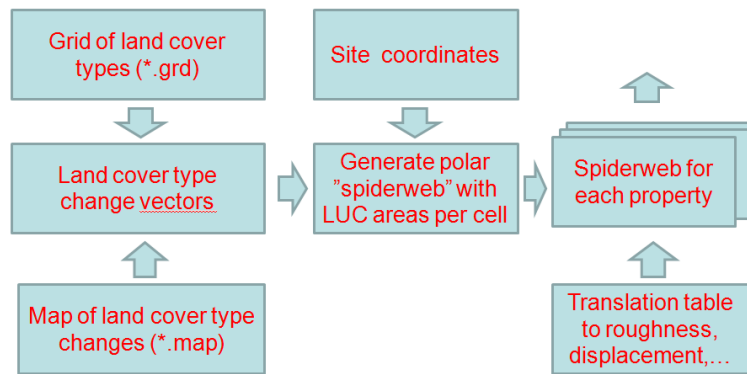 Grid of land cover
types (*.grd)
Site  coordinates
Land cover type
change vectors
Generate polar
”spiderweb” with
LUC areas per cell
Spiderweb for
each property
Map of land cover type
changes (*.map)
Translation table
to roughness,
displacement,…